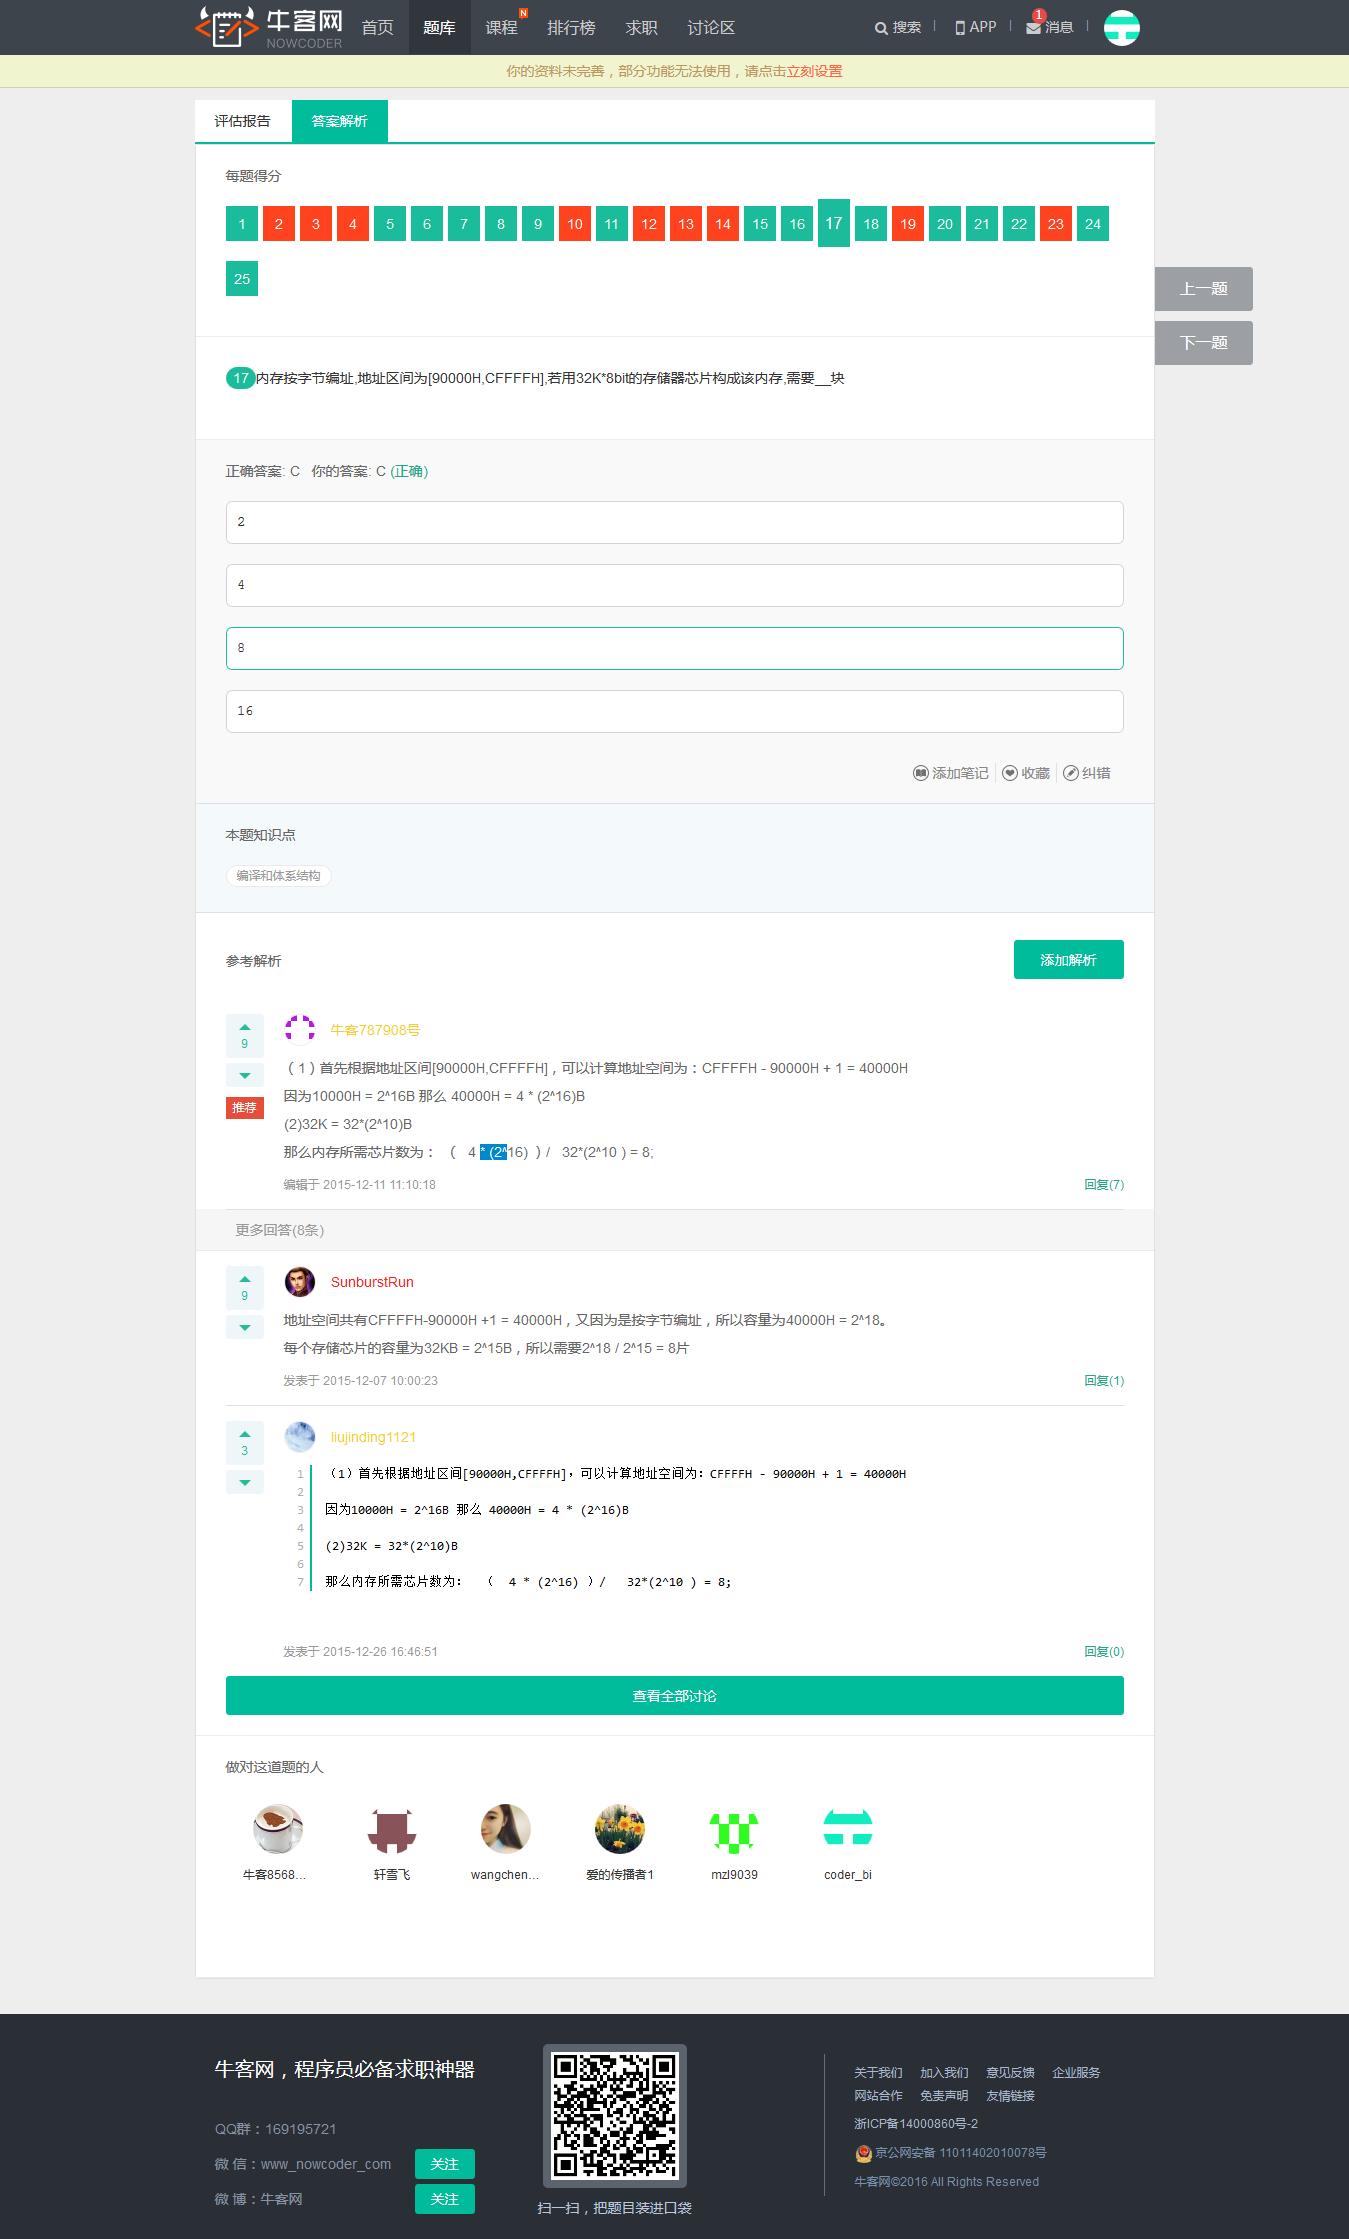 牛客网 NOWCODER 首页 题库 课程 N 排行榜 求职 讨论区 搜索 APP 1 消息
你的资料未完善，部分功能无法使用，请点击立刻设置
评估报告 答案解析
每题得分
1 2 3 4 5 6 7 8 9 10 11 12 13 14 15 16 17 18 19 20 21 22 23 24
25
上一题
下一题
17 内存按字节编址,地址区间为[90000H,CFFFFH],若用32K*8bit的存储器芯片构成该内存,需要__块
正确答案: C 你的答案: C (正确)
2
4
8
16
添加笔记 收藏 纠错
本题知识点
编译和体系结构
参考解析 添加解析
9 牛客787908号
（1）首先根据地址区间[90000H,CFFFFH]，可以计算地址空间为：CFFFFH - 90000H + 1 = 40000H
因为10000H = 2^16B 那么 40000H = 4 * (2^16)B
推荐
(2)32K = 32*(2^10)B
那么内存所需芯片数为： （ 4 * (2^16) ）/ 32*(2^10 ) = 8;
编辑于 2015-12-11 11:10:18 回复(7)
更多回答(8条)
9 SunburstRun
地址空间共有CFFFFH-90000H +1 = 40000H，又因为是按字节编址，所以容量为40000H = 2^18。
每个存储芯片的容量为32KB = 2^15B，所以需要2^18 / 2^15 = 8片
发表于 2015-12-07 10:00:23 回复(1)
3 liujinding1121
1 （1）首先根据地址区间[90000H,CFFFFH]，可以计算地址空间为：CFFFFH - 90000H + 1 = 40000H
2
3 因为10000H = 2^16B 那么 40000H = 4 * (2^16)B
4
5 (2)32K = 32*(2^10)B
6
7 那么内存所需芯片数为： （ 4 * (2^16) ）/ 32*(2^10 ) = 8;
发表于 2015-12-26 16:46:51 回复(0)
查看全部讨论
做对这道题的人
牛客8568... 轩雪飞 wangchen... 爱的传播者1 mzl9039 coder_bi
牛客网，程序员必备求职神器
QQ群：169195721
微 信：www_nowcoder_com 关注
微 博：牛客网 关注
扫一扫，把题目装进口袋
关于我们 加入我们 意见反馈 企业服务
网站合作 免责声明 友情链接
浙ICP备14000860号-2
京公网安备 11011402010078号
牛客网©2016 All Rights Reserved